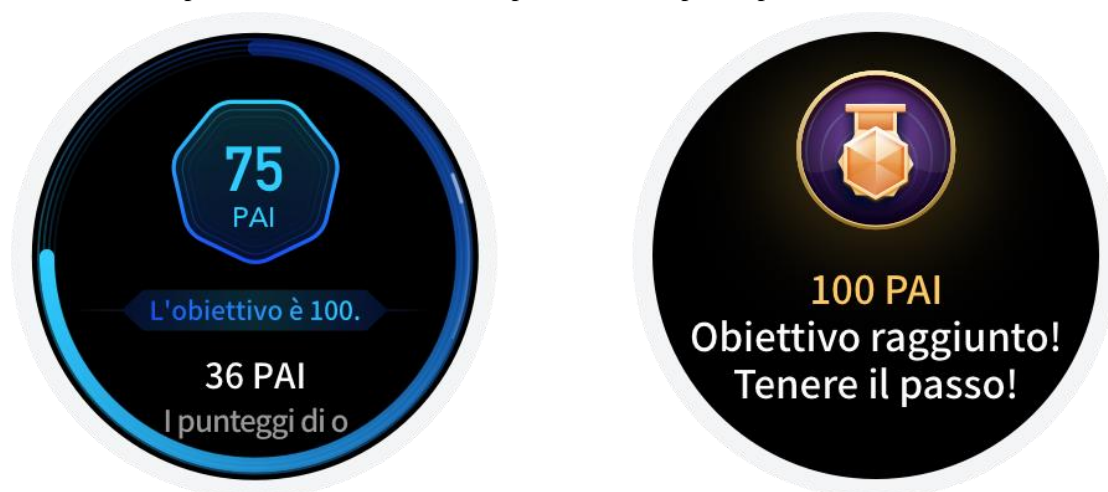 75
PAI
L'obiettivo è 100.
36 PAI
I punteggi di o
100 PAI
Obiettivo raggiunto!
Tenere il passo!